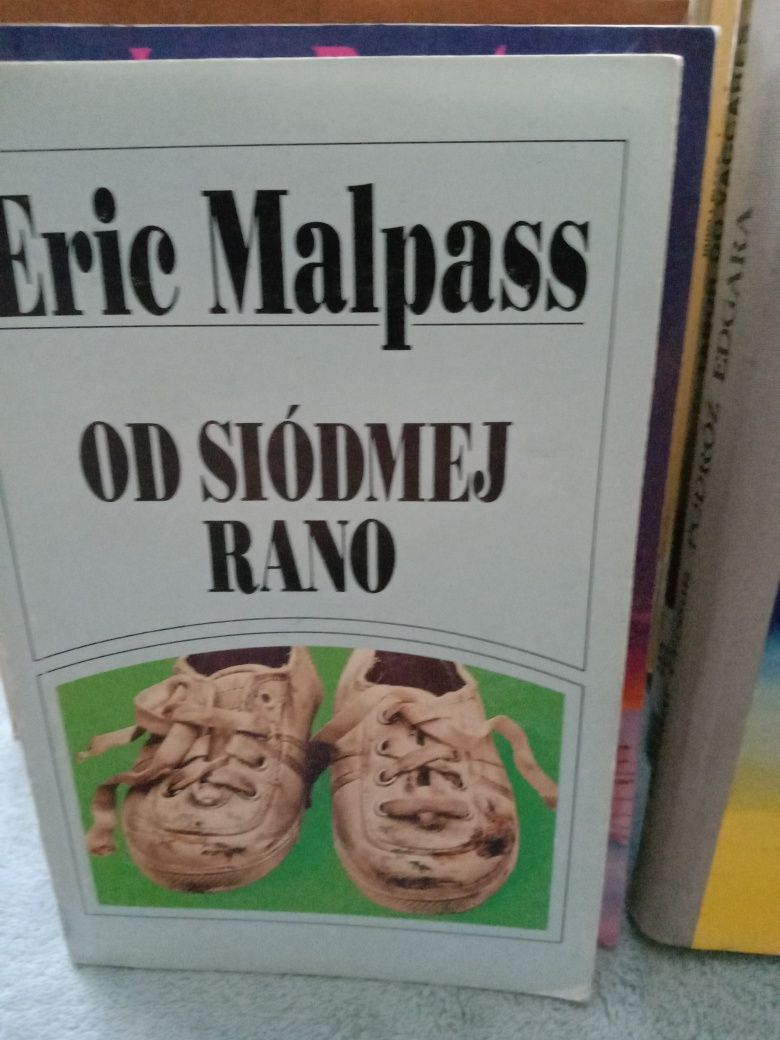 Eric Malpass
OD SIÓDMEJ
RANO
PODRÓŻ EDGARA